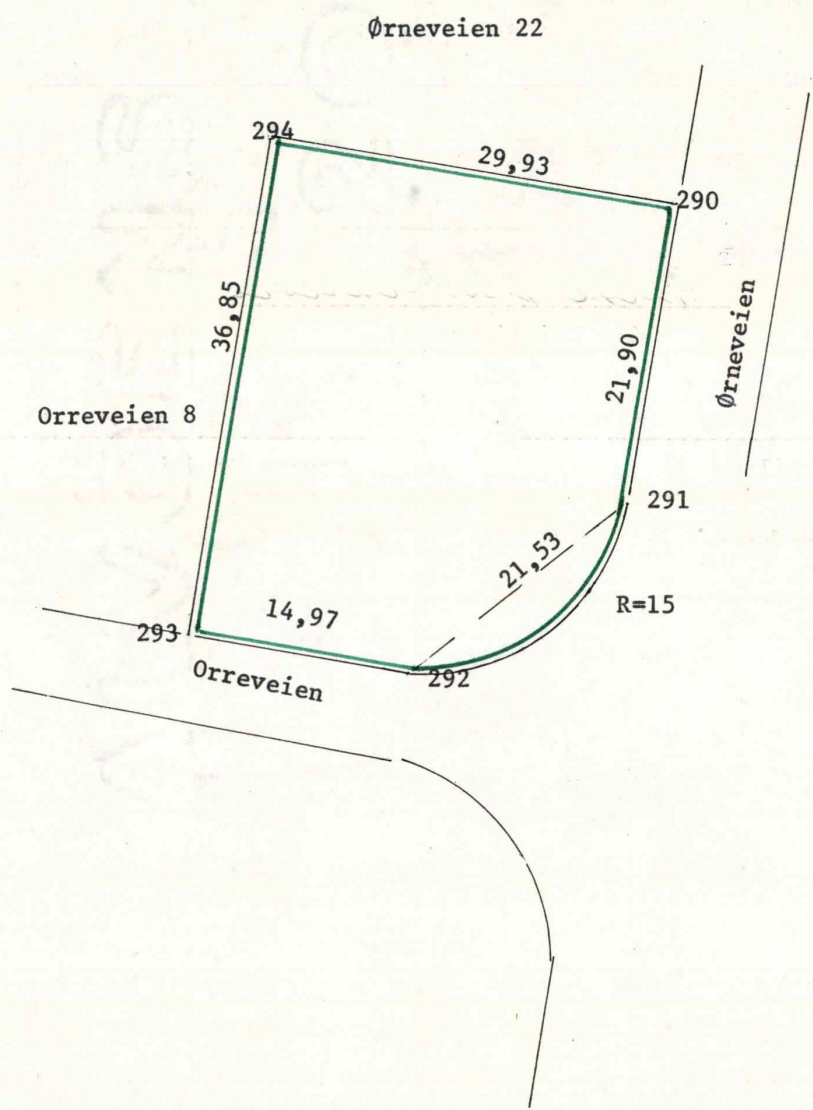 Ørneveien 22
294
29,93
290
36,85
21,90
Ørneveien
Orreveien 8
291
21,53
R=15
14,97
293
292
Orreveien